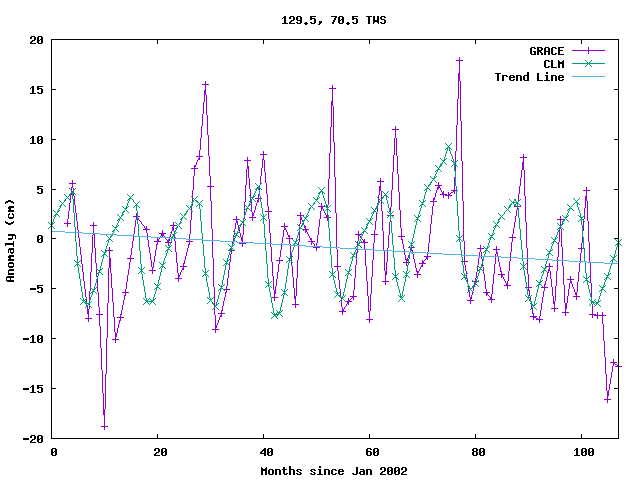 129.5, 70.5 TWS
GRACE
CLM
Trend Line
20
15
10
5
0
-5
-10
-15
-20
Anomaly (cm)
0 20 40 60 80 100
Months since Jan 2002